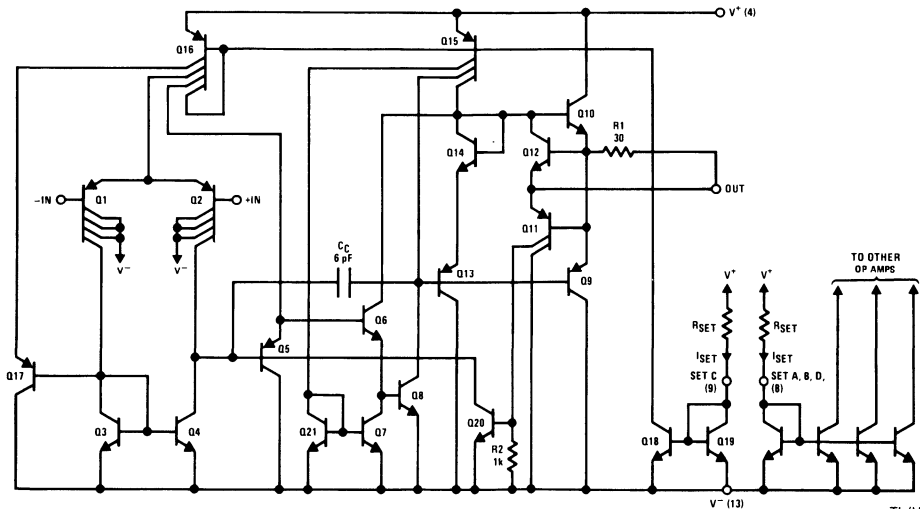 V+ (4)
Q16
Q15
Q10
R1
30
Q14
Q12
OUT
-IN
Q1
Q2
+IN
Q11
V-
V-
CC
6 pF
Q13
Q9
V+
V+
TO OTHER
OP AMPS
RSET
RSET
Q6
Q5
ISET
ISET
SET C
(9)
SET A, B, D,
(8)
Q17
Q8
Q3
Q4
Q21
Q7
Q20
R2
1k
Q18
Q19
V- (13)